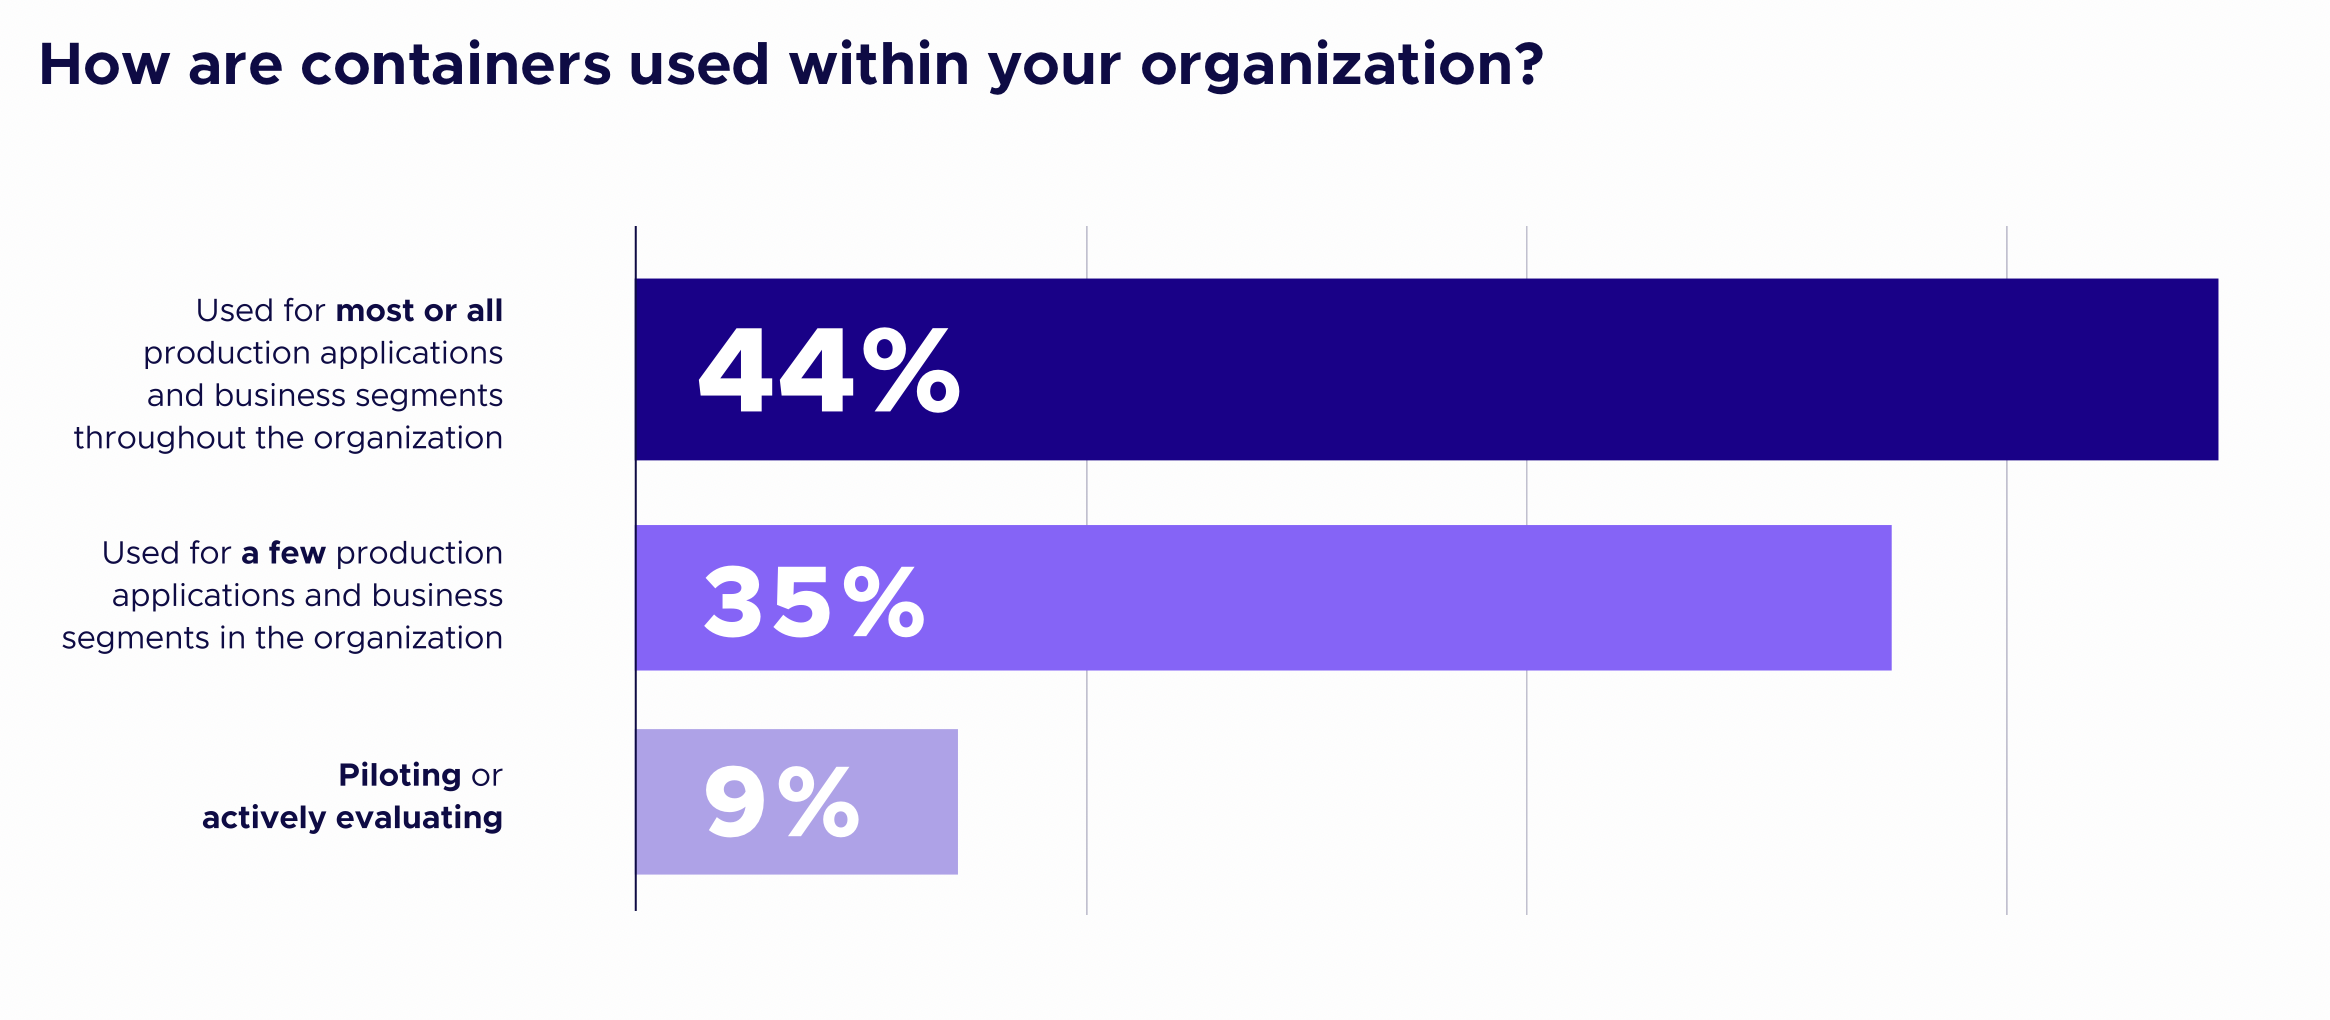 How are containers used within your organization?
Used for most or all
production applications
and business segments
throughout the organization
44%
Used for a few production
applications and business
segments in the organization
35%
Piloting or
actively evaluating
9%